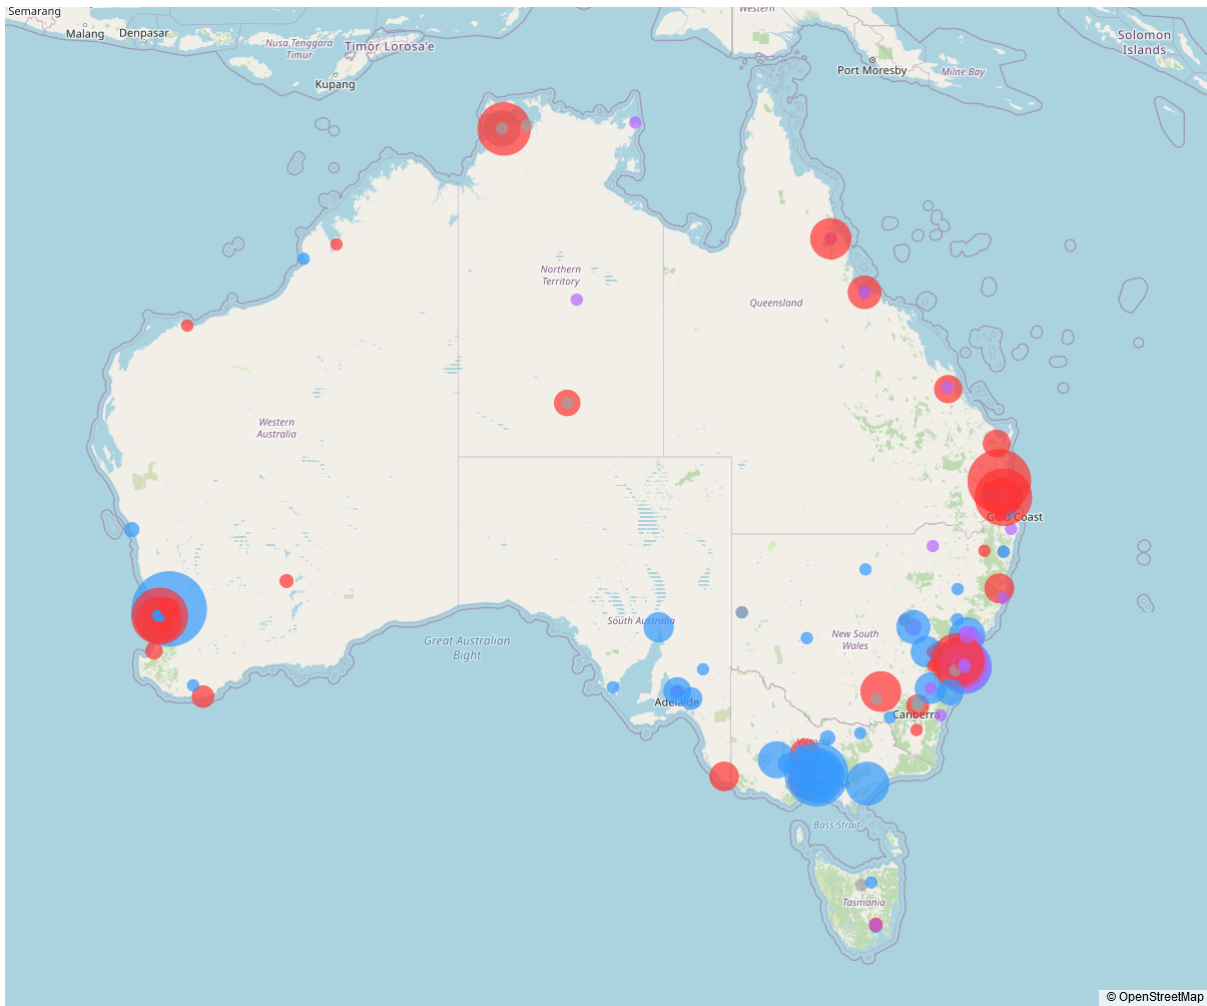 Semarang
Malang
Denpasar
Nusa Tenggara
Timur
Timor Lorosa'e
Kupang
Western
Port Moresby
Milne Bay
Solomon
Islands
Northern
Territory
Queensland
Western
Australia
Gold Coast
South Australia
Great Australian
Bight
New South
Wales
Adelaide
Canberra
Victoria
Bass Strait
Tasmania
© OpenStreetMap